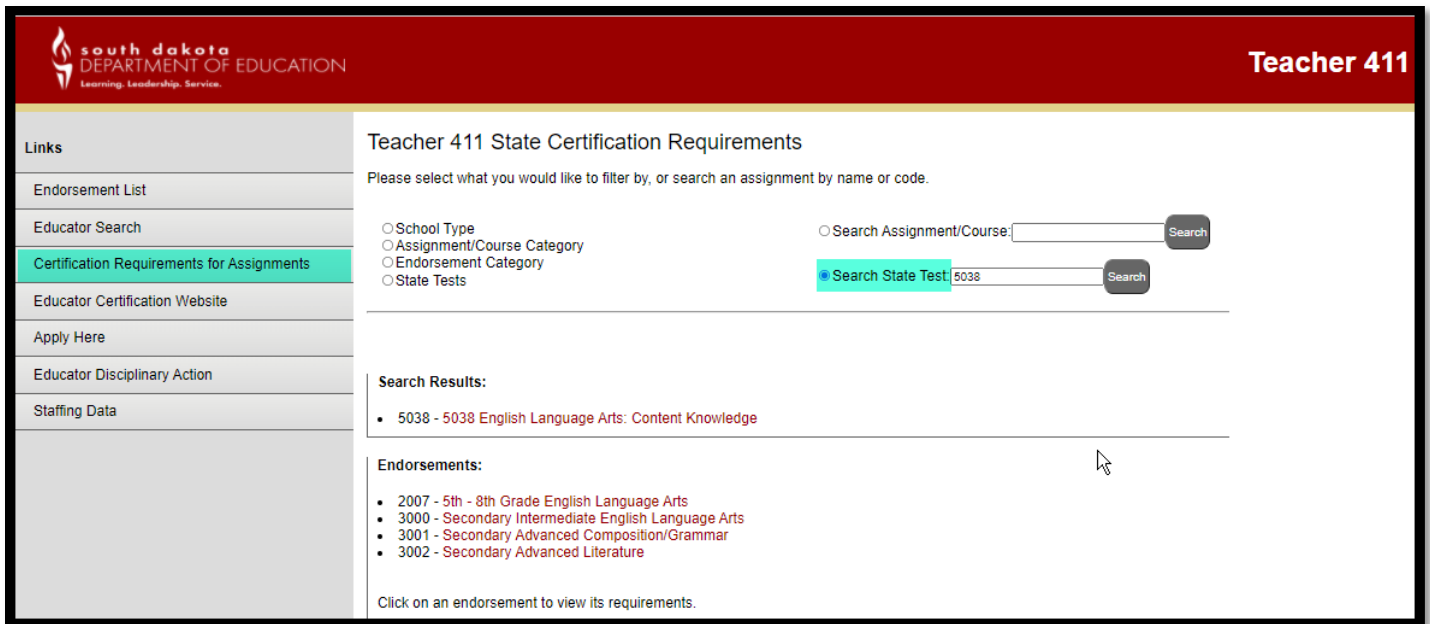 south dakota
DEPARTMENT OF EDUCATION
Learning. Leadership. Service.
Teacher 411
Links
Endorsement List
Educator Search
Certification Requirements for Assignments
Educator Certification Website
Apply Here
Educator Disciplinary Action
Staffing Data
Teacher 411 State Certification Requirements
Please select what you would like to filter by, or search an assignment by name or code.
School Type
Assignment/Course Category
Endorsement Category
State Tests
Search Assignment/Course: Search
Search State Test: 5038 Search
Search Results:
• 5038 - 5038 English Language Arts: Content Knowledge
Endorsements:
• 2007 - 5th - 8th Grade English Language Arts
• 3000 - Secondary Intermediate English Language Arts
• 3001 - Secondary Advanced Composition/Grammar
• 3002 - Secondary Advanced Literature
Click on an endorsement to view its requirements.